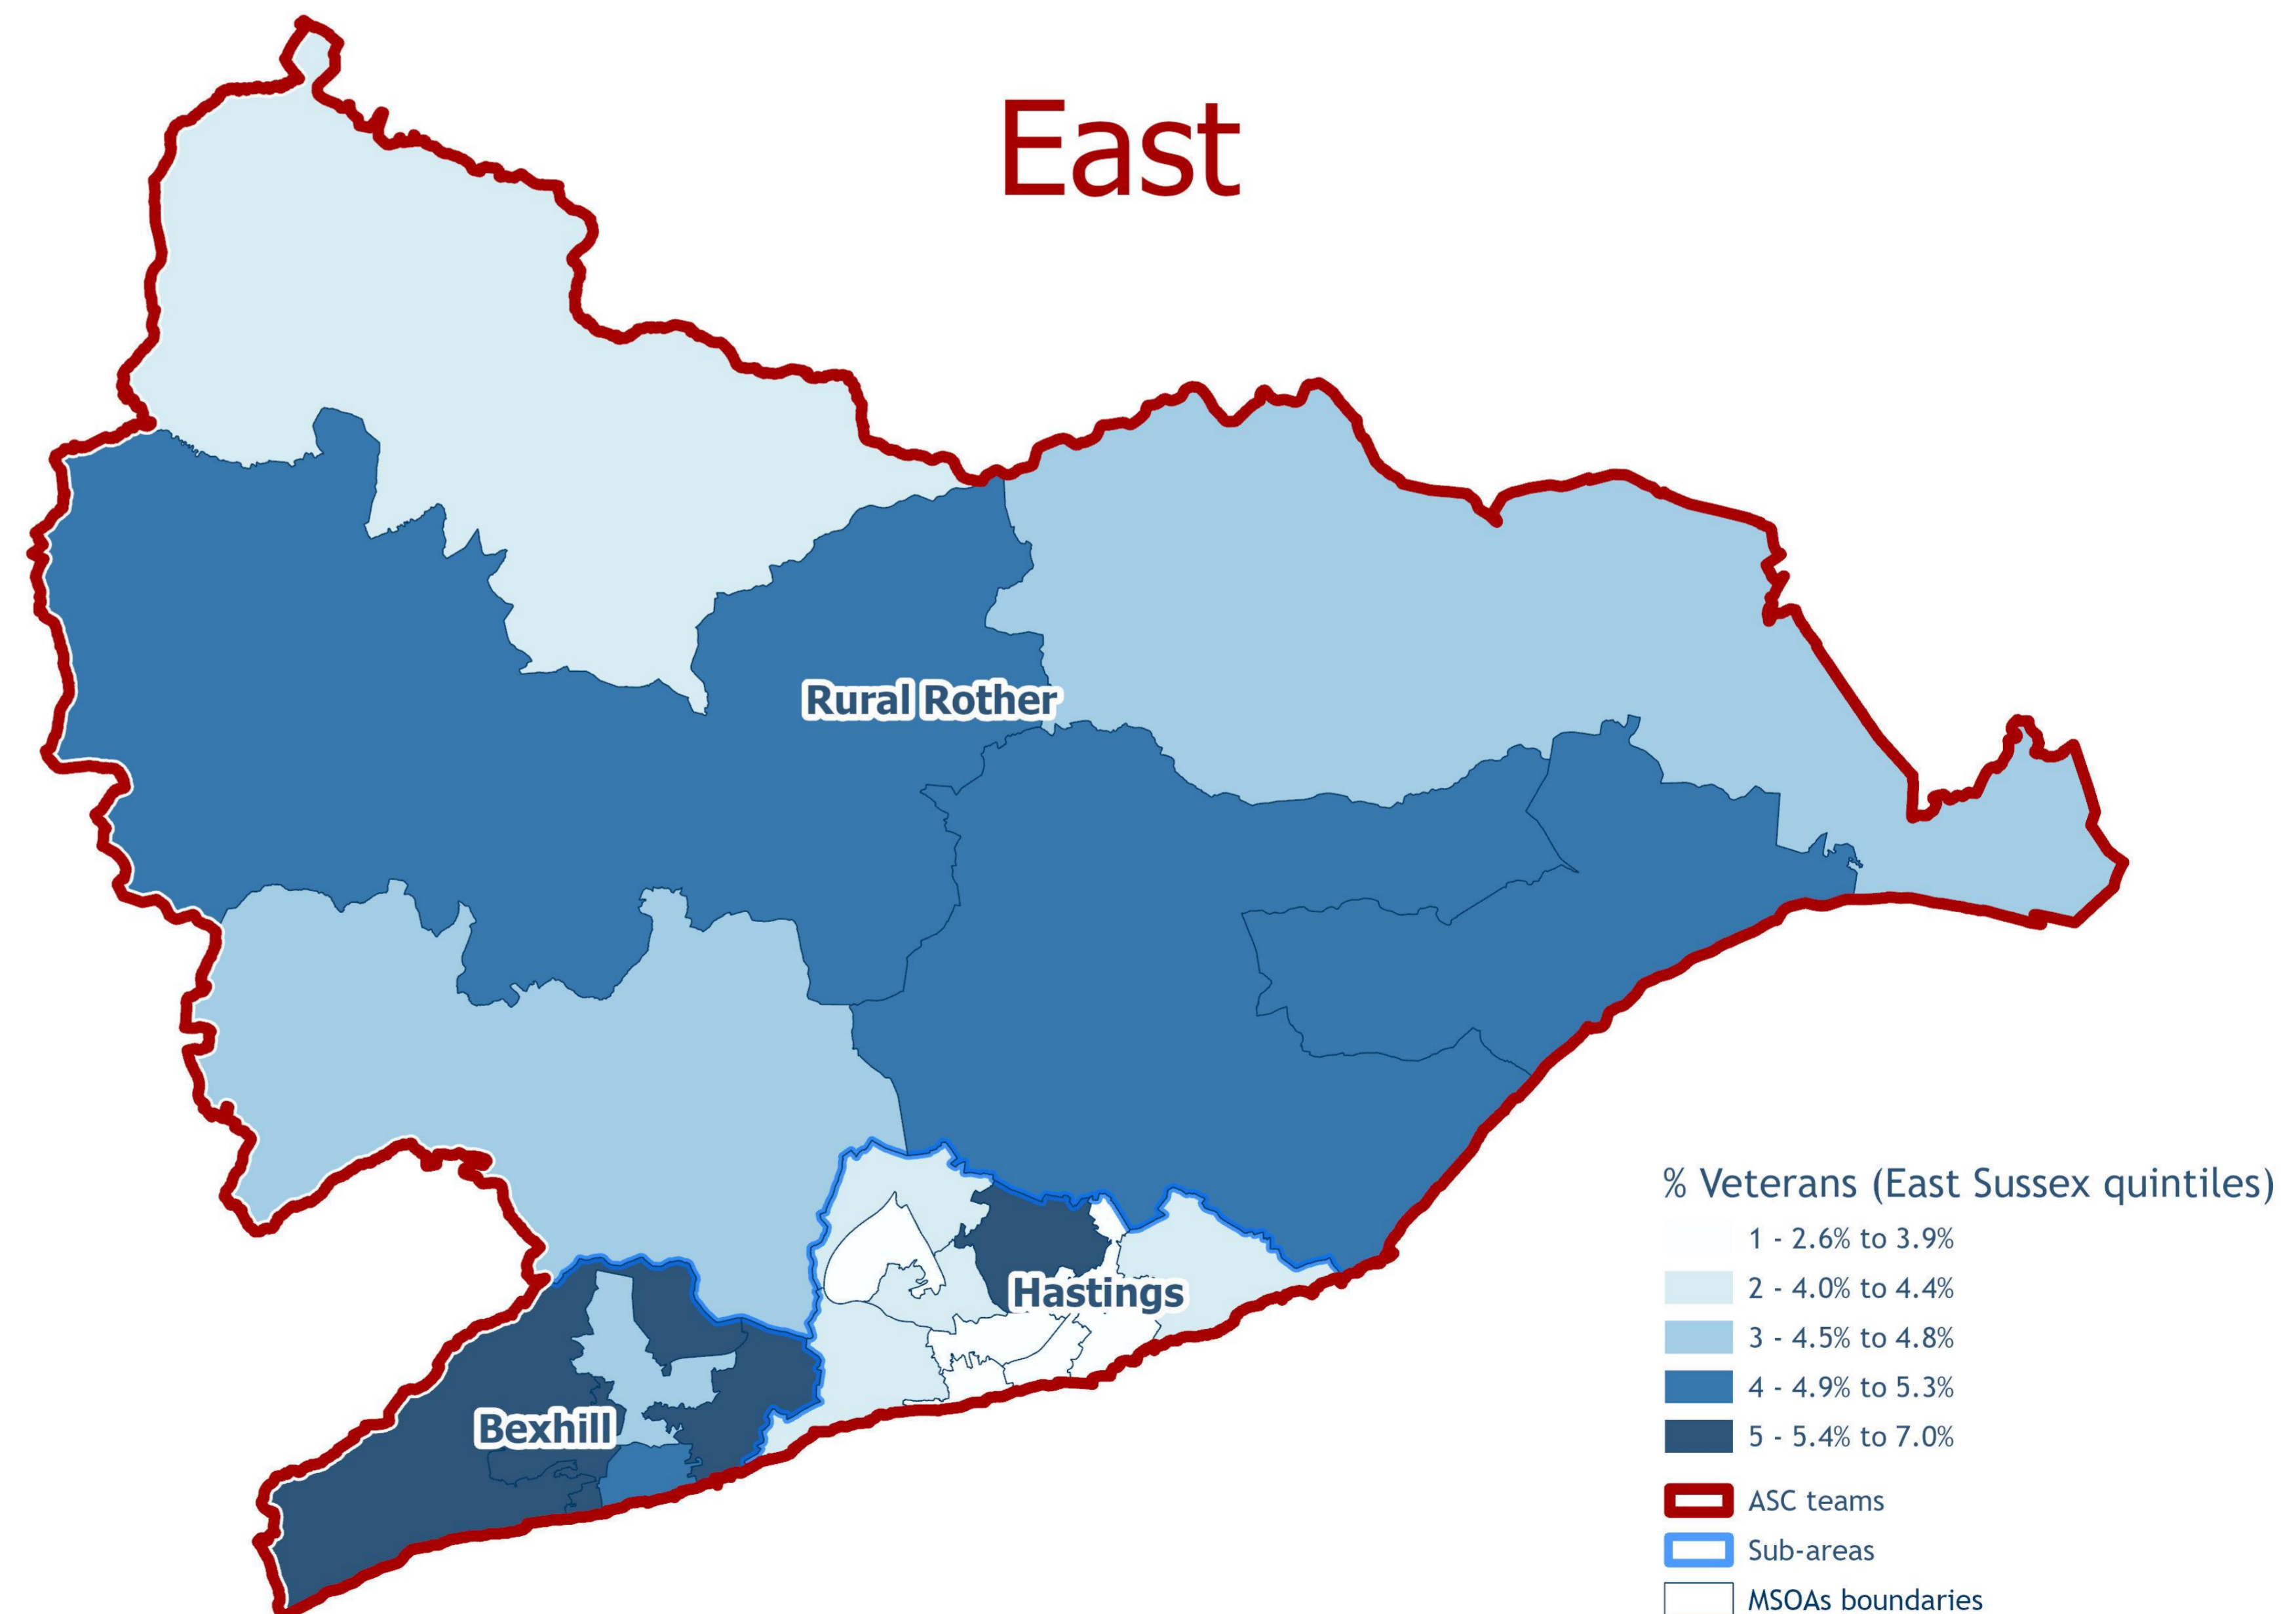 East
Rural Rother
Hastings
Bexhill
% Veterans (East Sussex quintiles)
1 - 2.6% to 3.9%
2 - 4.0% to 4.4%
3 - 4.5% to 4.8%
4 - 4.9% to 5.3%
5 - 5.4% to 7.0%
ASC teams
Sub-areas
MSOAs boundaries